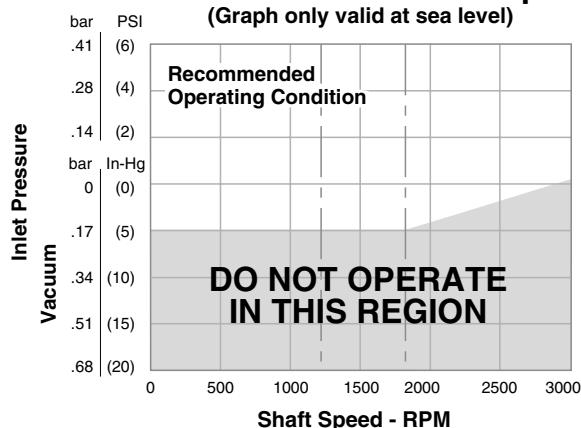 (Graph only valid at sea level)
bar PSI
.41 (6)
.28 (4)
.14 (2)
bar In-Hg
0 (0)
.17 (5)
.34 (10)
.51 (15)
.68 (20)
Inlet Pressure
Vacuum
Recommended
Operating Condition
DO NOT OPERATE
IN THIS REGION
0 500 1000 1500 2000 2500 3000
Shaft Speed - RPM